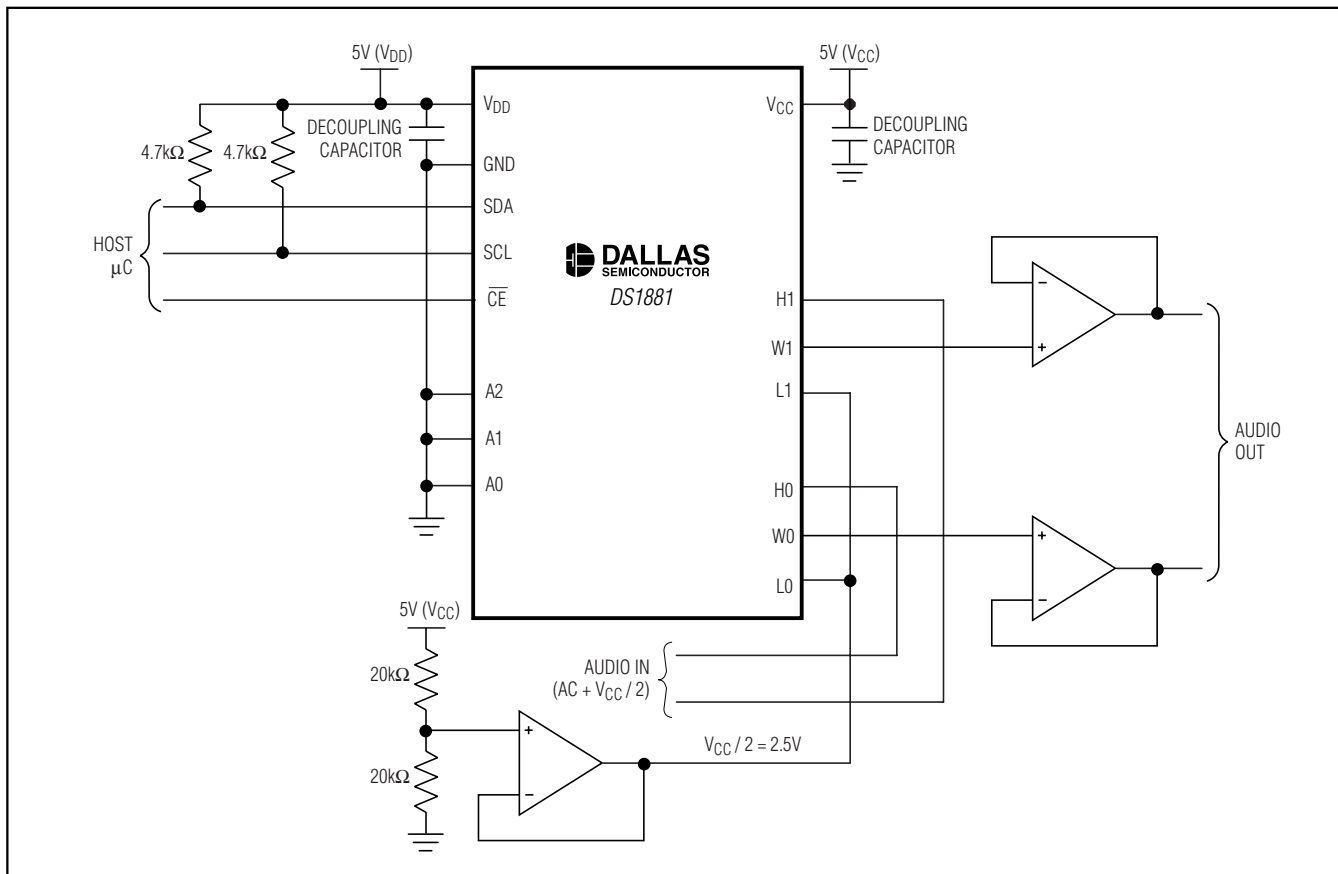 5V (VDD)
5V (VCC)
VDD
VCC
DECOUPLING
CAPACITOR
DECOUPLING
CAPACITOR
4.7kΩ
4.7kΩ
GND
SDA
HOST
μC
SCL
CE
DALLAS
SEMICONDUCTOR
DS1881
H1
W1
L1
A2
A1
A0
H0
W0
L0
-
+
+
-
AUDIO
OUT
5V (VCC)
20kΩ
20kΩ
+
-
AUDIO IN
(AC + VCC / 2)
VCC / 2 = 2.5V